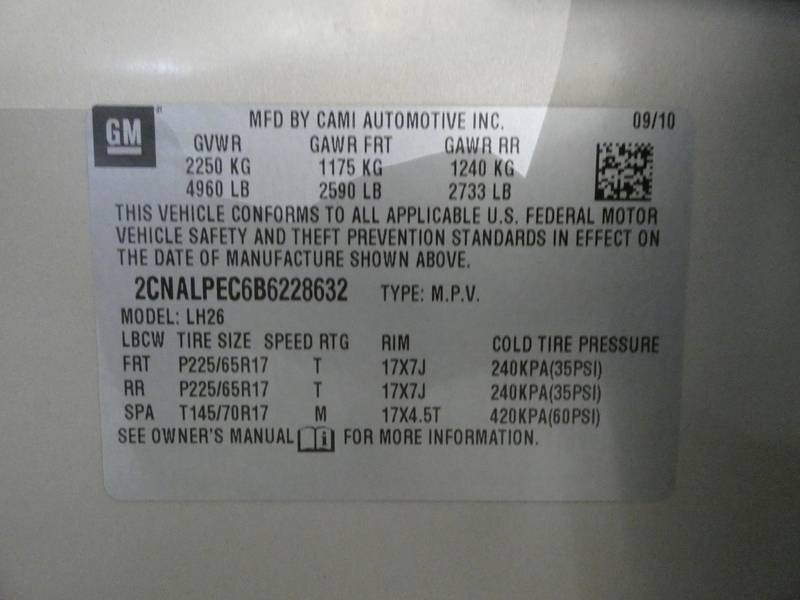 GM
MFD BY CAMI AUTOMOTIVE INC. 09/10
GVWR GAWR FRT GAWR RR
2250 KG 1175 KG 1240 KG
4960 LB 2590 LB 2733 LB
THIS VEHICLE CONFORMS TO ALL APPLICABLE U.S. FEDERAL MOTOR
VEHICLE SAFETY AND THEFT PREVENTION STANDARDS IN EFFECT ON
THE DATE OF MANUFACTURE SHOWN ABOVE.
2CNALPEC6B6228632 TYPE: M.P.V.
MODEL: LH26
LBCW TIRE SIZE SPEED RTG RIM COLD TIRE PRESSURE
FRT P225/65R17 T 17X7J 240KPA(35PSI)
RR P225/65R17 T 17X7J 240KPA(35PSI)
SPA T145/70R17 M 17X4.5T 420KPA(60PSI)
SEE OWNER'S MANUAL i FOR MORE INFORMATION.